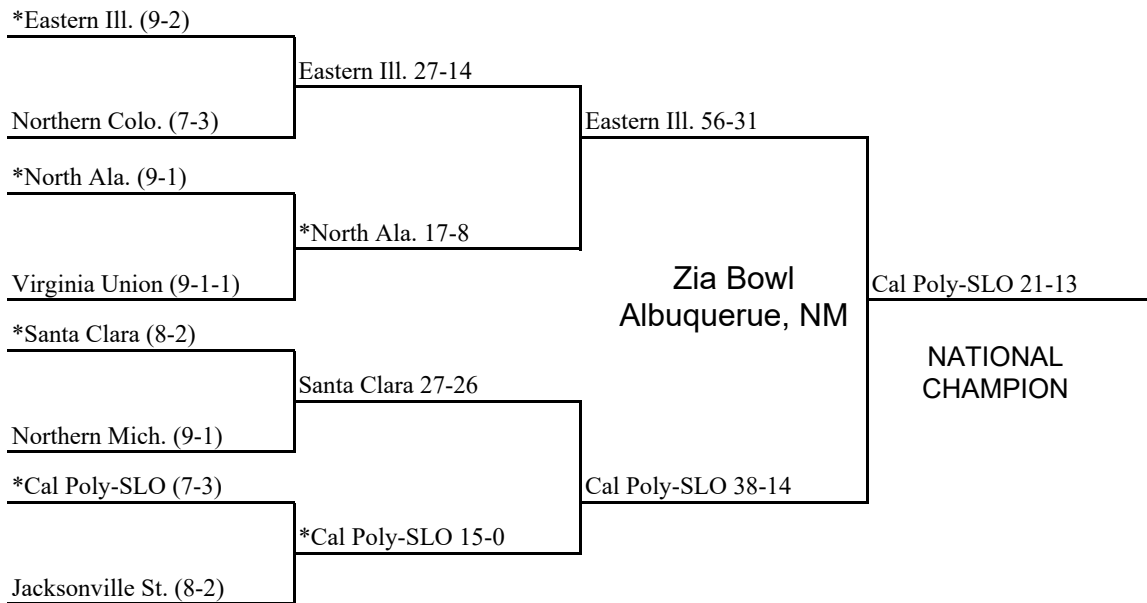 *Eastern Ill. (9-2)
Eastern Ill. 27-14
Northern Colo. (7-3)
Eastern Ill. 56-31
*North Ala. (9-1)
*North Ala. 17-8
Virginia Union (9-1-1)
Zia Bowl
Albuquerue, NM
Cal Poly-SLO 21-13
*Santa Clara (8-2)
NATIONAL
CHAMPION
Santa Clara 27-26
Northern Mich. (9-1)
*Cal Poly-SLO (7-3)
Cal Poly-SLO 38-14
*Cal Poly-SLO 15-0
Jacksonville St. (8-2)